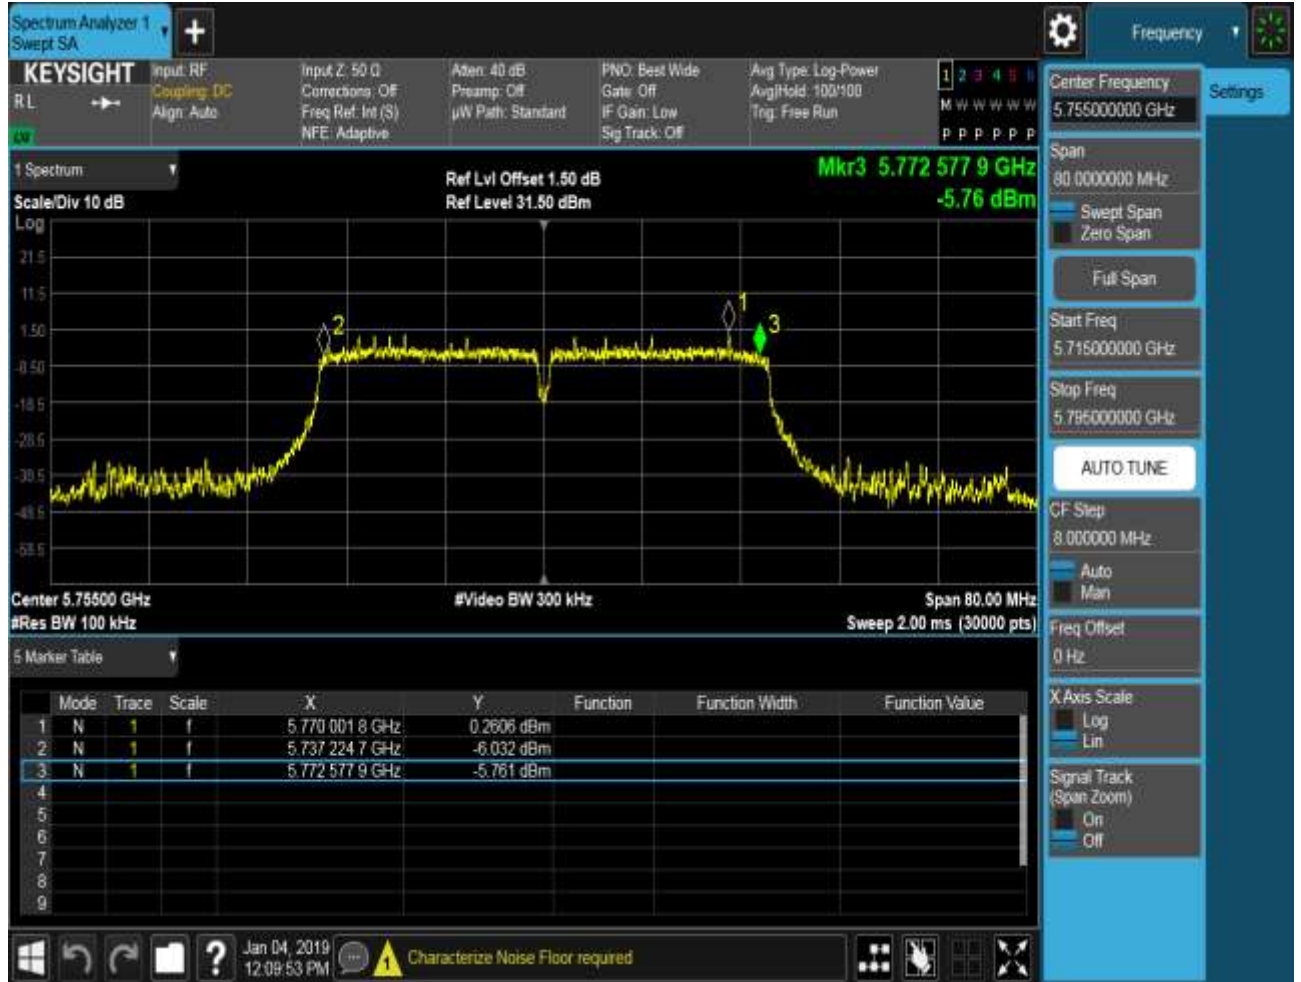 Spectrum Analyzer 1
Swept SA
+
Frequency
KEYSIGHT
RL
Input: RF
Coupling: DC
Align: Auto
Input Z: 50 Ω
Corrections: Off
Freq Ref: Int (S)
NFE: Adaptive
Atten: 40 dB
Preamp: Off
µW Path: Standard
PNO: Best Wide
Gate: Off
IF Gain: Low
Sig Track: Off
Avg Type: Log-Power
Avg|Hold: 100/100
Trig: Free Run
1 2 3 4 5 6
M W W W W W
P P P P P P
Settings
Center Frequency
5.755000000 GHz
Span
80.0000000 MHz
Swept Span
Zero Span
Full Span
Start Freq
5.715000000 GHz
Stop Freq
5.795000000 GHz
AUTO TUNE
CF Step
8.000000 MHz
Auto
Man
Freq Offset
0 Hz
X Axis Scale
Log
Lin
Signal Track
(Span Zoom)
On
Off
1 Spectrum
Scale/Div 10 dB
Ref Lvl Offset 1.50 dB
Ref Level 31.50 dBm
Mkr3 5.772 577 9 GHz
-5.76 dBm
Log
21.5
11.5
1.50
-8.50
-18.5
-28.5
-38.5
-48.5
-58.5
2
1
3
Center 5.75500 GHz
#Res BW 100 kHz
#Video BW 300 kHz
Span 80.00 MHz
Sweep 2.00 ms (30000 pts)
5 Marker Table
Mode Trace Scale X Y Function Function Width Function Value
1 N 1 f 5.770 001 8 GHz 0.2606 dBm
2 N 1 f 5.737 224 7 GHz -6.032 dBm
3 N 1 f 5.772 577 9 GHz -5.761 dBm
4
5
6
7
8
9
?
Jan 04, 2019
12:09:53 PM
1
Characterize Noise Floor required